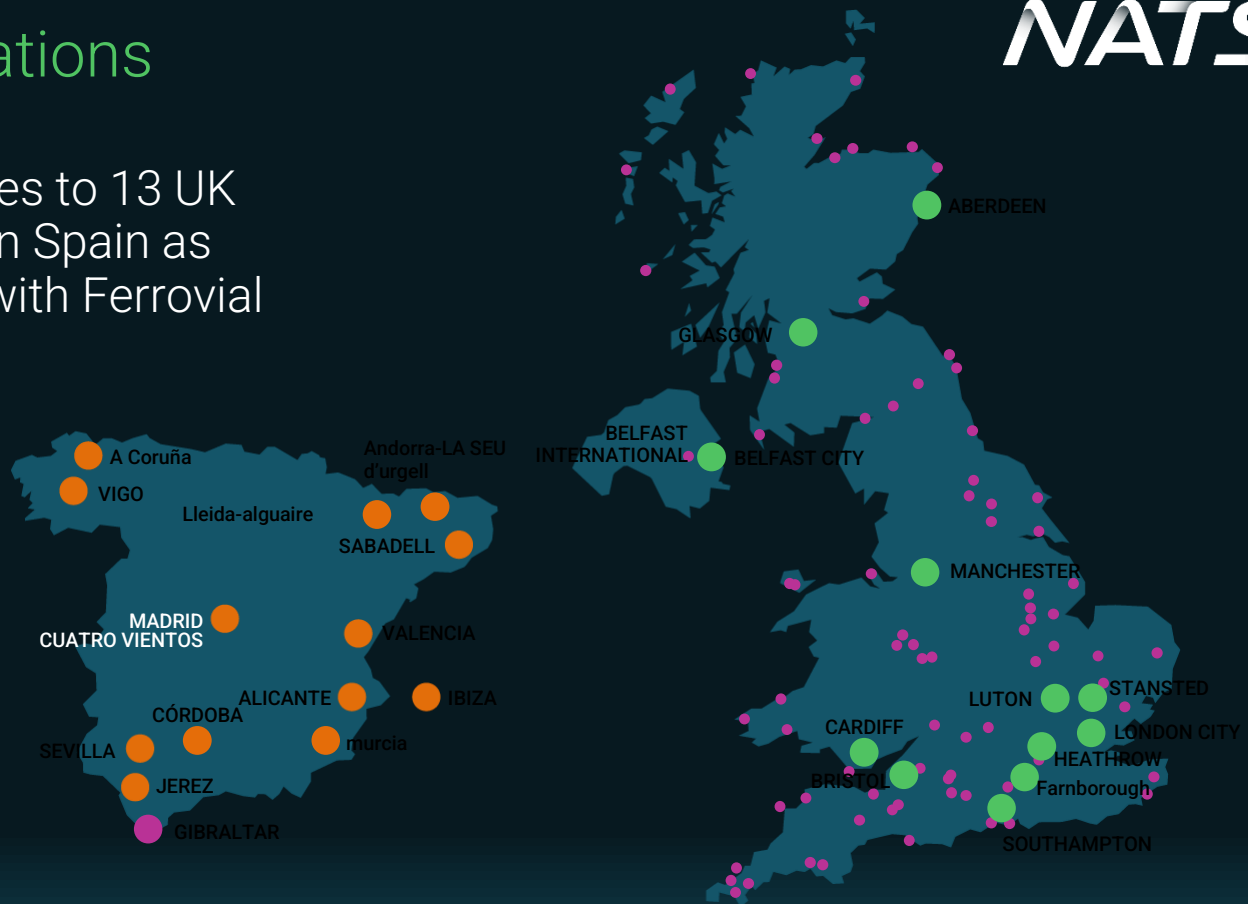 ations
NATS
es to 13 UK
n Spain as
with Ferrovial
ABERDEEN
GLASGOW
BELFAST
INTERNATIONAL
BELFAST CITY
MANCHESTER
LUTON
STANSTED
LONDON CITY
CARDIFF
HEATHROW
BRISTOL
Farnborough
SOUTHAMPTON
A Coruña
VIGO
Andorra-LA SEU
d'urgell
Lleida-alguaire
SABADELL
MADRID
CUATRO VIENTOS
VALENCIA
ALICANTE
IBIZA
CÓRDOBA
SEVILLA
murcia
JEREZ
GIBRALTAR